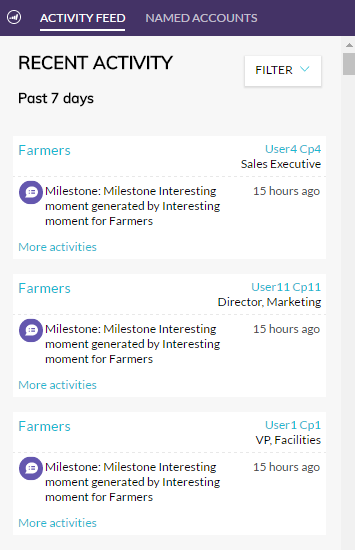 ACTIVITY FEED NAMED ACCOUNTS
RECENT ACTIVITY
FILTER
Past 7 days
Farmers User4 Cp4
Sales Executive
Milestone: Milestone Interesting 15 hours ago
moment generated by Interesting
moment for Farmers
More activities
Farmers User11 Cp11
Director, Marketing
Milestone: Milestone Interesting 15 hours ago
moment generated by Interesting
moment for Farmers
More activities
Farmers User1 Cp1
VP, Facilities
Milestone: Milestone Interesting 15 hours ago
moment generated by Interesting
moment for Farmers
More activities